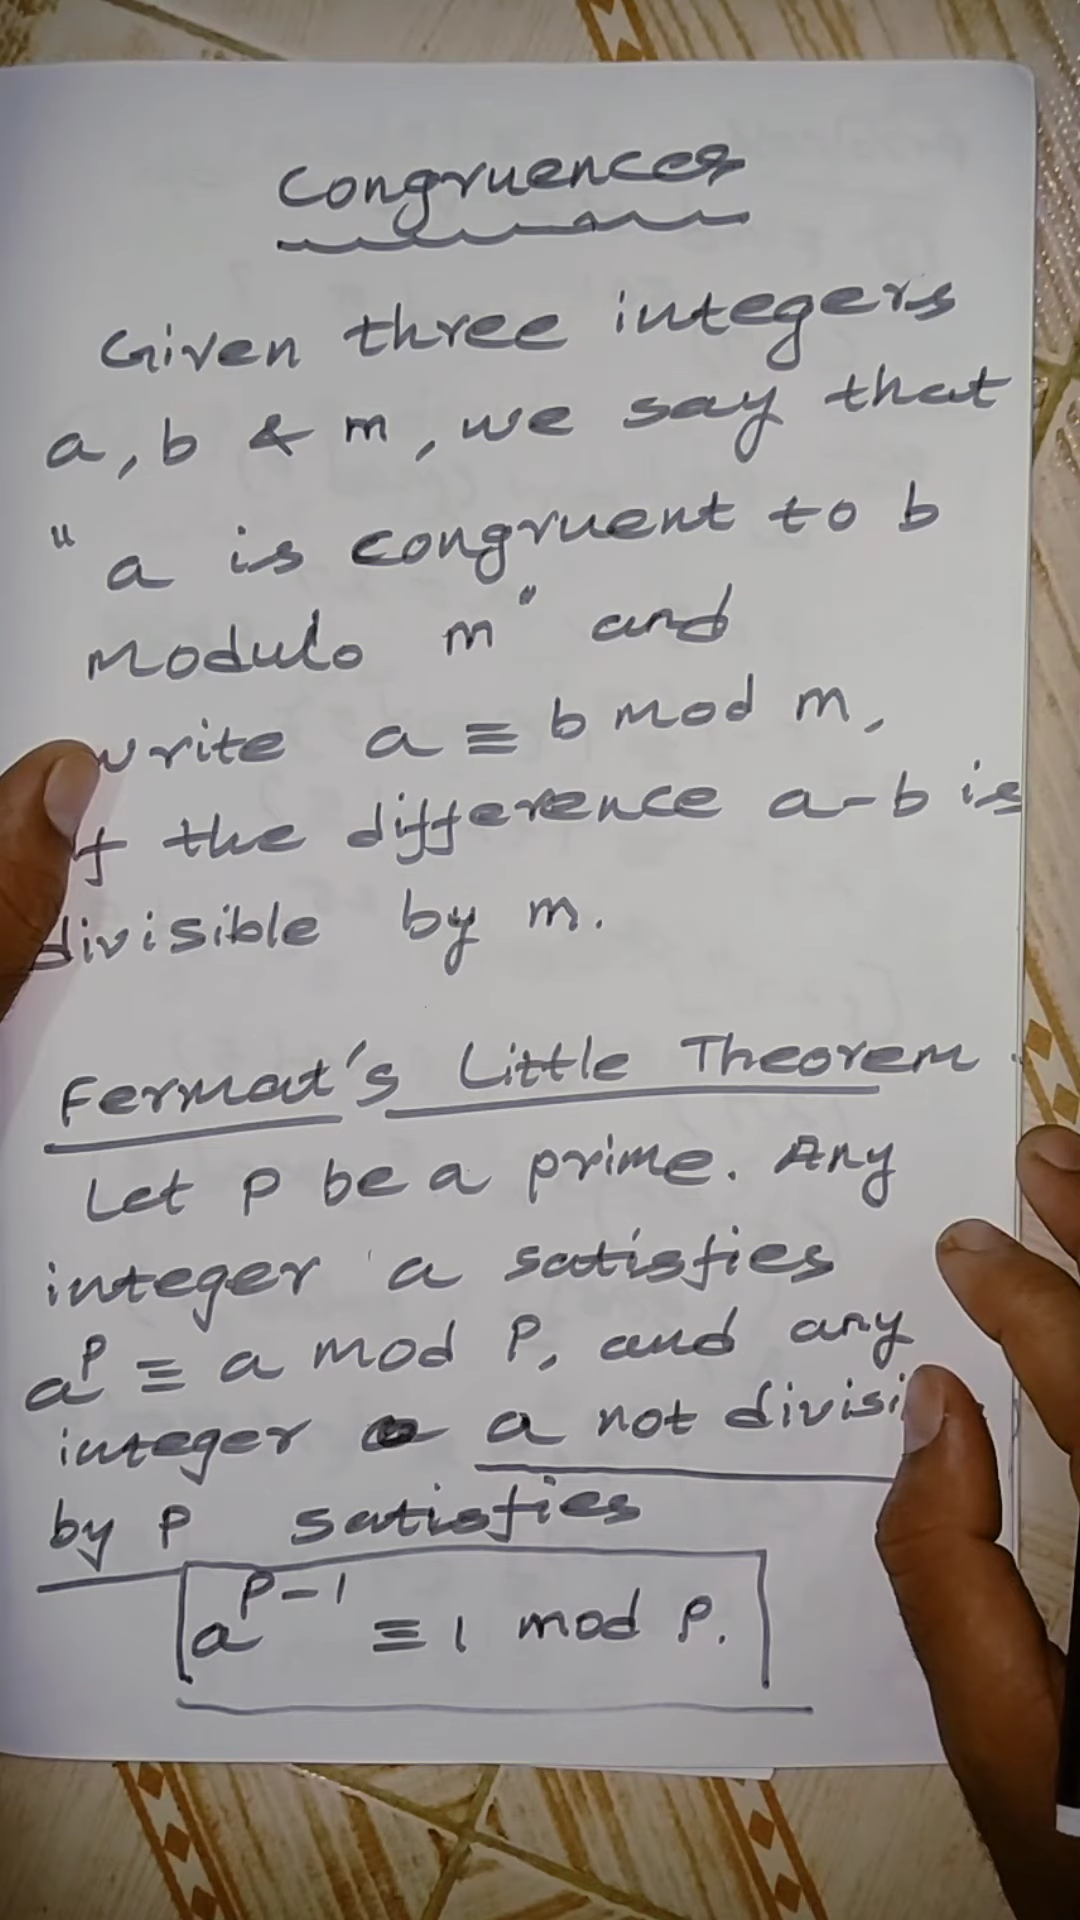 Congruences
Given three integers
a, b & m, we say that
" a is congruent to b
Modulo m" and
write a ≡ b mod m,
if the difference a-b is
divisible by m.
Fermat's Little Theorem
Let P be a prime. Any
integer a satisfies
a^P ≡ a mod P, and any
integer a not divisi
by P satisfies
a^P-1 ≡ 1 mod P.